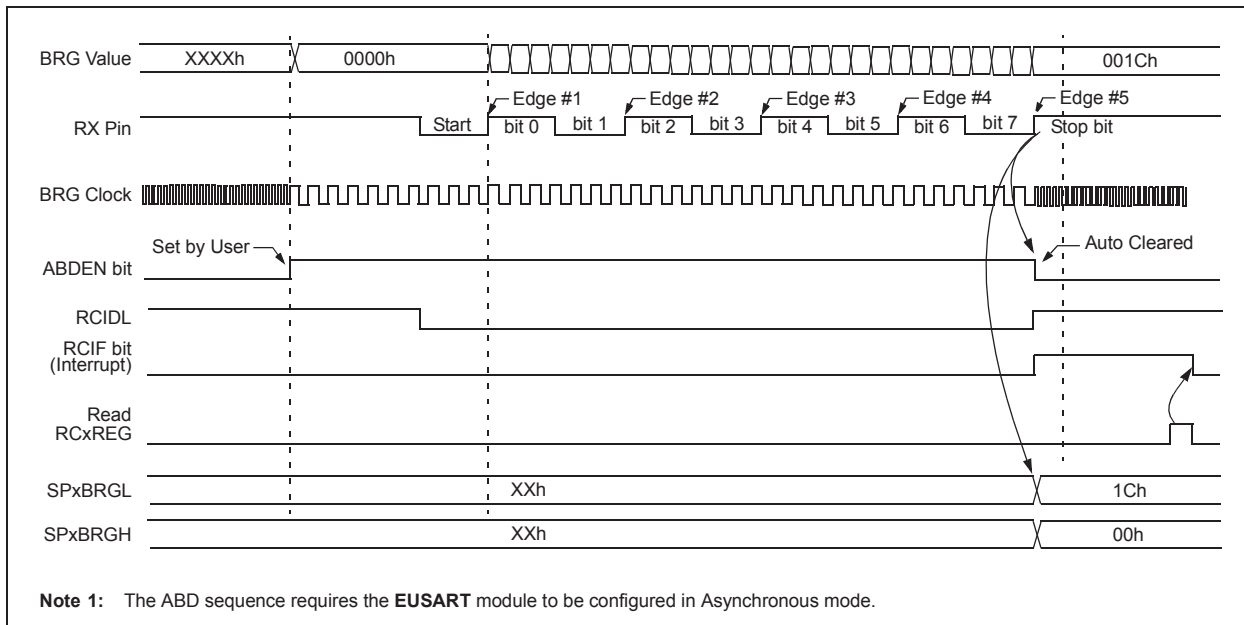 BRG Value XXXXh 0000h 001Ch
Edge #1 Edge #2 Edge #3 Edge #4 Edge #5
RX Pin Start bit 0 bit 1 bit 2 bit 3 bit 4 bit 5 bit 6 bit 7 Stop bit
BRG Clock
Set by User Auto Cleared
ABDEN bit
RCIDL
RCIF bit
(Interrupt)
Read
RCxREG
SPxBRGL XXh 1Ch
SPxBRGH XXh 00h
Note 1: The ABD sequence requires the EUSART module to be configured in Asynchronous mode.